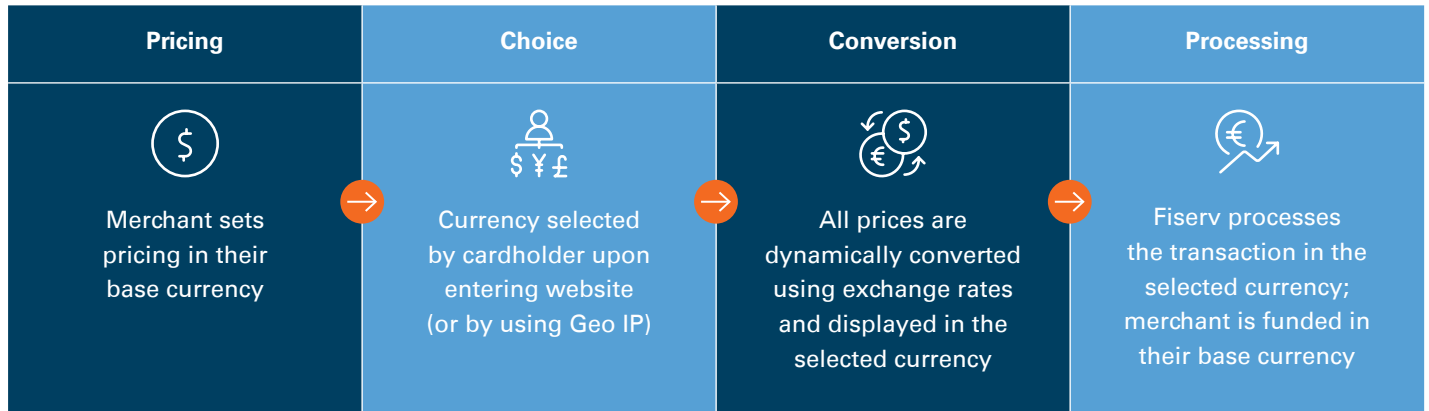 Pricing
Merchant sets
pricing in their
base currency
Choice
$ ¥ £
Currency selected
by cardholder upon
entering website
(or by using Geo IP)
Conversion
All prices are
dynamically converted
using exchange rates
and displayed in the
selected currency
Processing
Fiserv processes
the transaction in the
selected currency;
merchant is funded in
their base currency